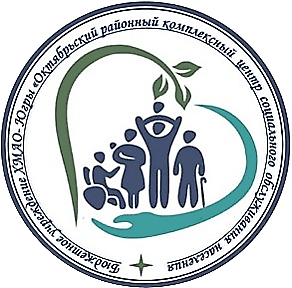 Бюджетное учреждение ХМАО-Югры «Октябрьский районный комплексный центр социального обслуживания населения